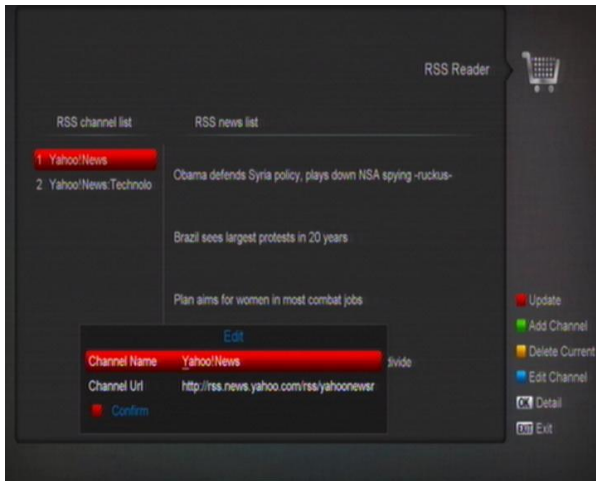 RSS Reader
RSS channel list
RSS news list
1 Yahoo!News
2 Yahoo!News:Technolo
Obama defends Syria policy, plays down NSA spying -ruckus-
Brazil sees largest protests in 20 years
Plan aims for women in most combat jobs
divide
Edit
Channel Name Yahoo!News
Channel Url http://rss.news.yahoo.com/rss/yahoonewsr
Confirm
Update
Add Channel
Delete Current
Edit Channel
OK Detail
EXIT Exit